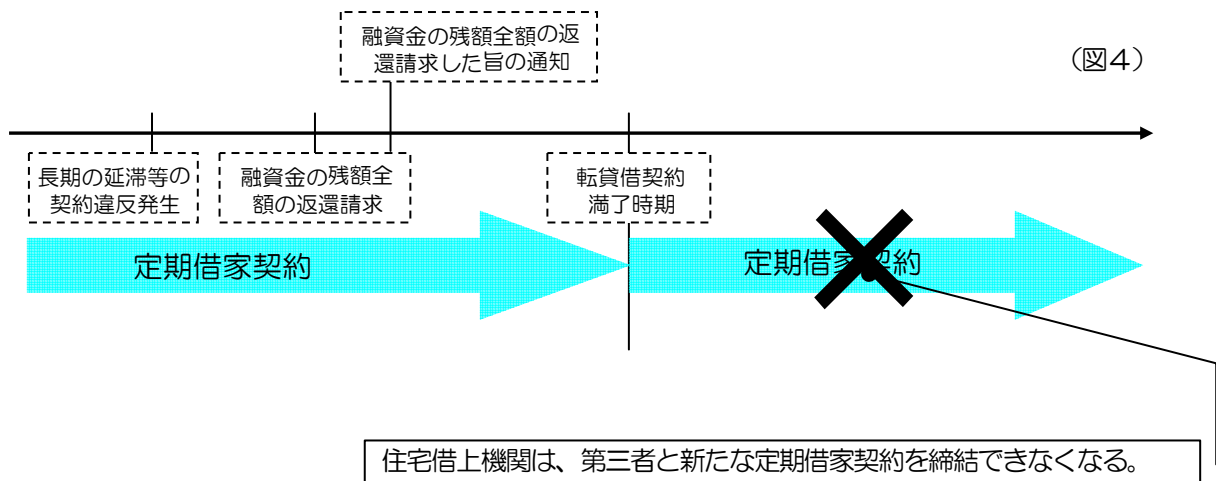 融資金の残額全額の返
還請求した旨の通知
（図４）
長期の延滞等の
契約違反発生
融資金の残額全
額の返還請求
転貸借契約
満了時期
定期借家契約
定期借家契約
住宅借上機関は、第三者と新たな定期借家契約を締結できなくなる。